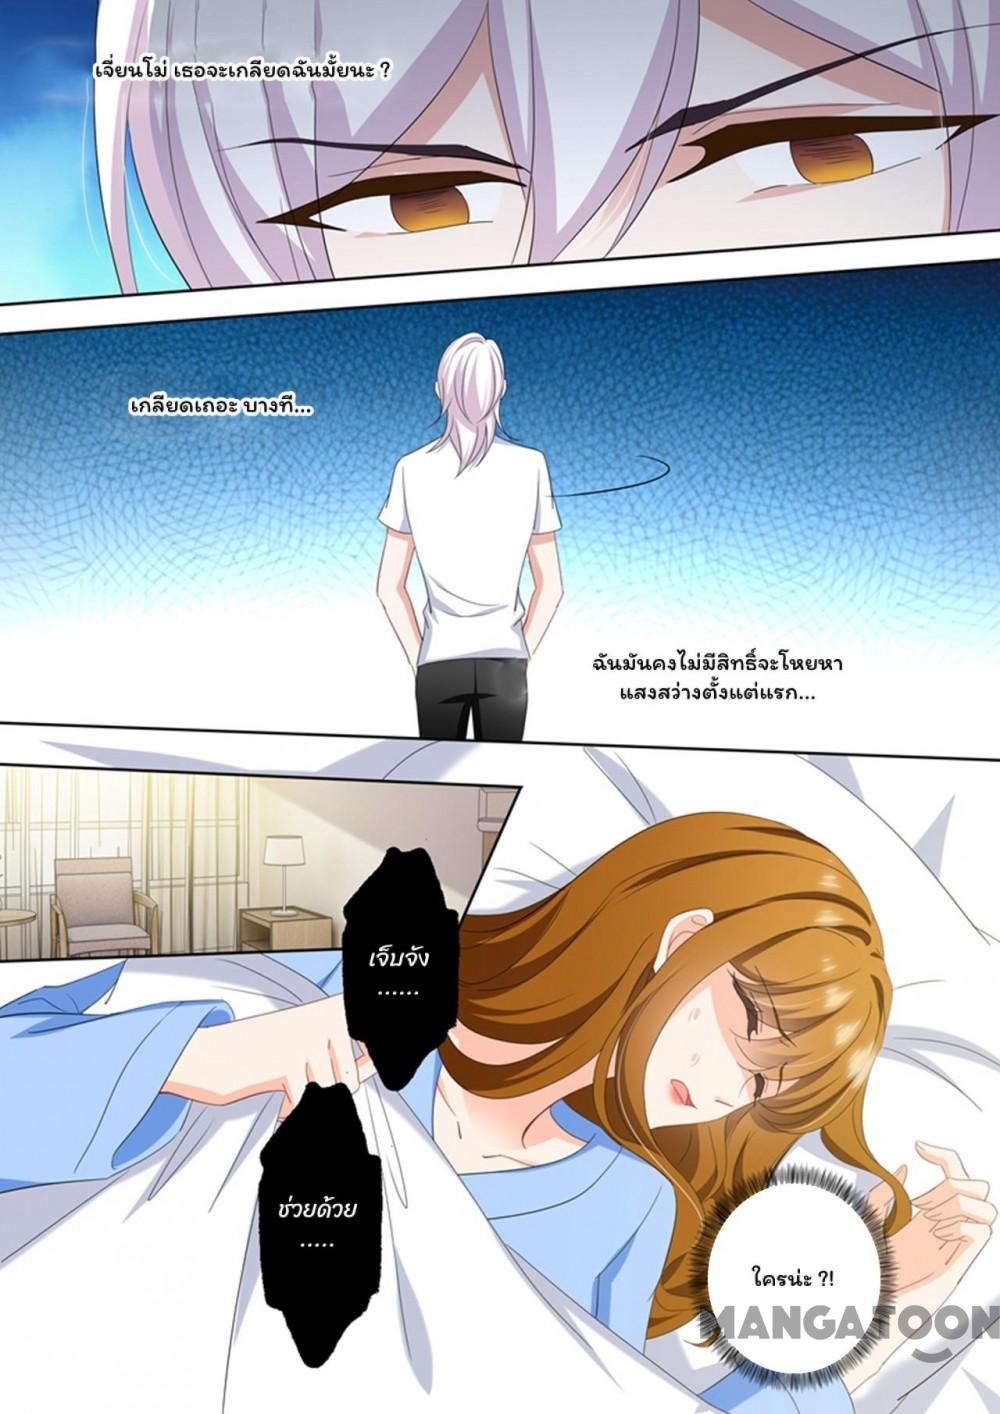 เจี่ยนโม่ เธอจะเกลียดฉันมั้ยนะ ?
เกลียดเถอะ บางที...
ฉันมันคงไม่มีสิทธิ์จะโหยหา
แสงสว่างตั้งแต่แรก...
เจ็บจัง
......
ช่วยด้วย
.....
ใครน่ะ ?!
MANGATOON